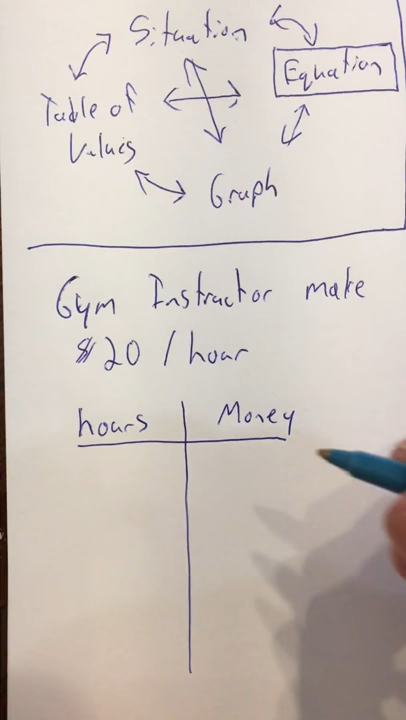 Situation
Equation
Table of
Values
Graph
Gym Instructor make
$20 / hour
hours Money